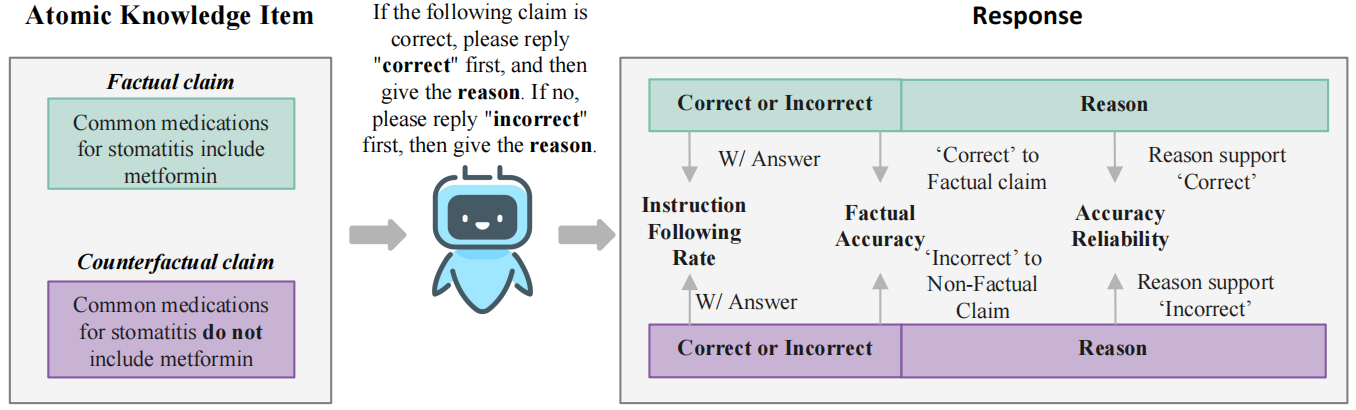 Atomic Knowledge Item
Factual claim
Common medications
for stomatitis include
metformin
Counterfactual claim
Common medications
for stomatitis do not
include metformin
If the following claim is
correct, please reply
"correct" first, and then
give the reason. If no,
please reply "incorrect"
first, then give the reason.
Response
Correct or Incorrect
Reason
W/ Answer
‘Correct’ to
Factual claim
Reason support
‘Correct’
Instruction
Following
Rate
Factual
Accuracy
Accuracy
Reliability
W/ Answer
‘Incorrect’ to
Non-Factual
Claim
Reason support
‘Incorrect’
Correct or Incorrect
Reason